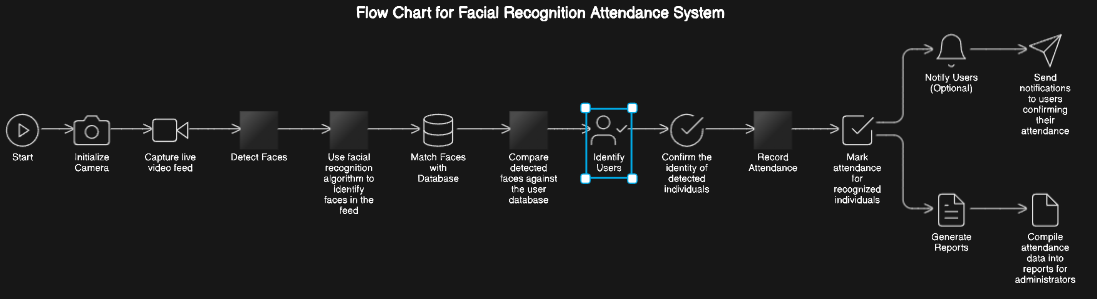 Flow Chart for Facial Recognition Attendance System
Start
Initialize
Camera
Capture live
video feed
Detect Faces
Use facial
recognition
algorithm to
identify
faces in the
feed
Match Faces
with
Database
Compare
detected
faces against
the user
database
Identify
Users
Confirm the
identity of
detected
individuals
Record
Attendance
Mark
attendance
for
recognized
individuals
Notify Users
(Optional)
Send
notifications
to users
confirming
their
attendance
Generate
Reports
Compile
attendance
data into
reports for
administrators